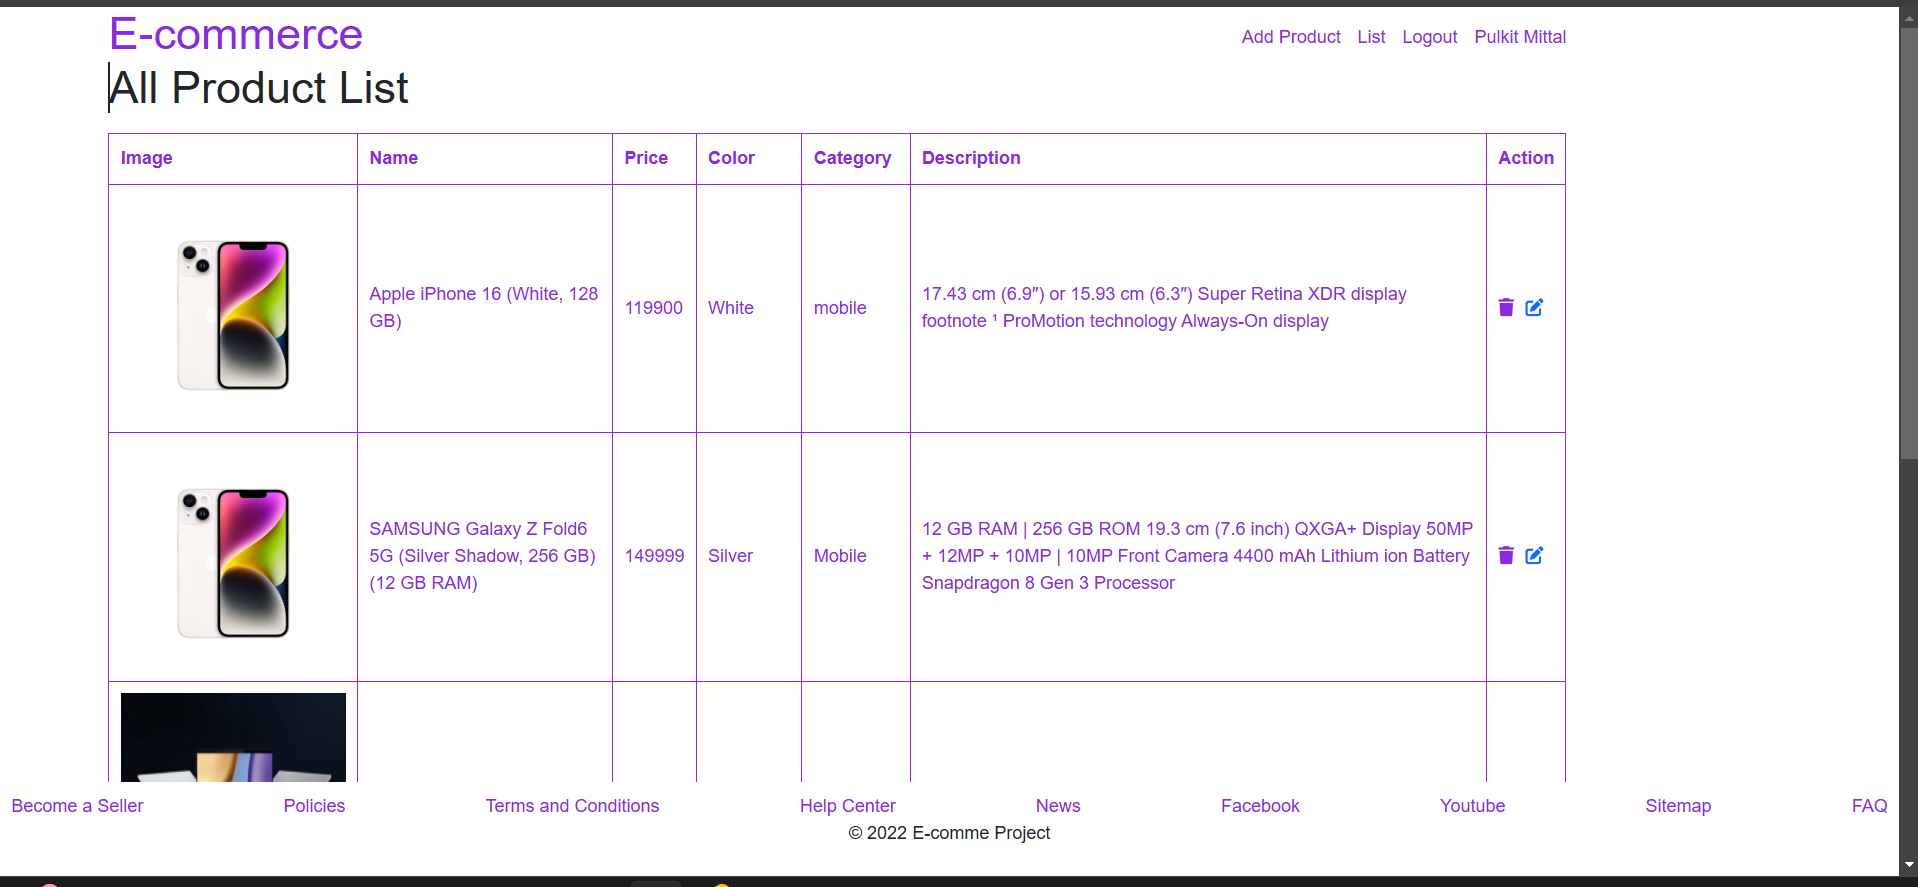 E-commerce
Add Product List Logout Pulkit Mittal
All Product List
Image Name Price Color Category Description Action
Apple iPhone 16 (White, 128
GB)
119900
White
mobile
17.43 cm (6.9″) or 15.93 cm (6.3″) Super Retina XDR display
footnote ¹ ProMotion technology Always-On display
SAMSUNG Galaxy Z Fold6
5G (Silver Shadow, 256 GB)
(12 GB RAM)
149999
Silver
Mobile
12 GB RAM | 256 GB ROM 19.3 cm (7.6 inch) QXGA+ Display 50MP
+ 12MP + 10MP | 10MP Front Camera 4400 mAh Lithium ion Battery
Snapdragon 8 Gen 3 Processor
Become a Seller Policies Terms and Conditions Help Center News Facebook Youtube Sitemap FAQ
© 2022 E-comme Project